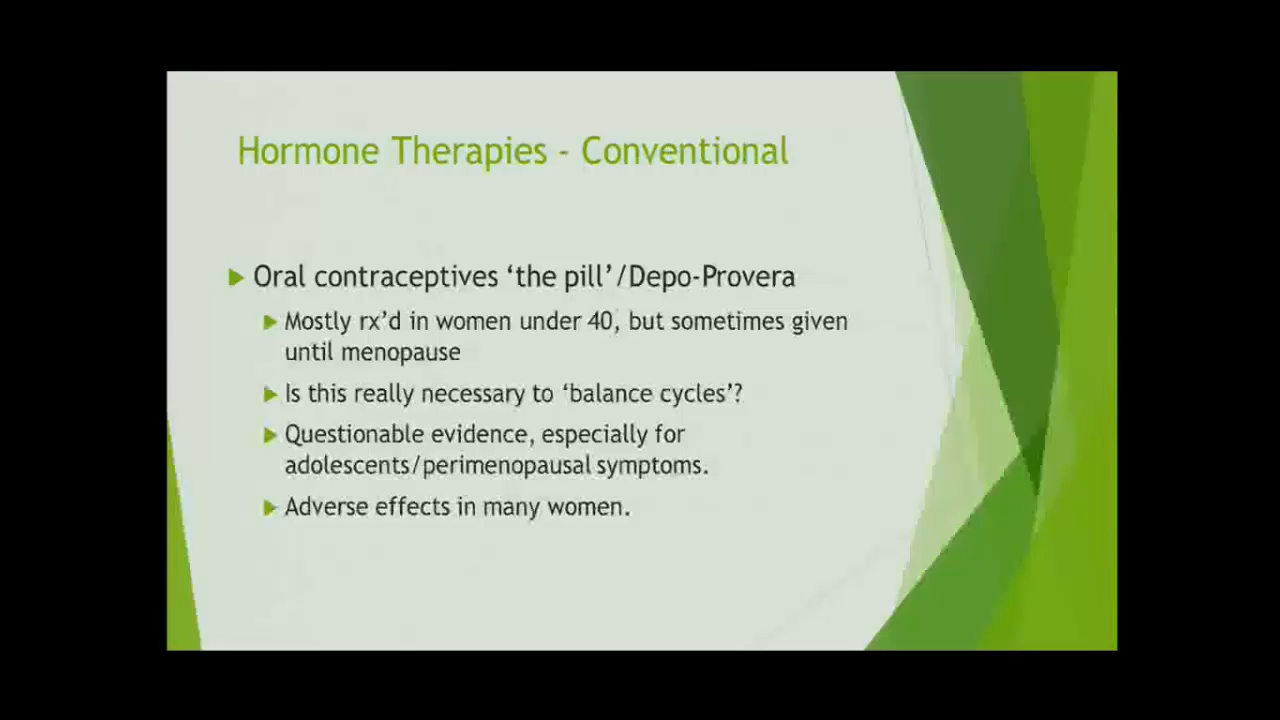 Hormone Therapies - Conventional
Oral contraceptives ‘the pill’/Depo-Provera
Mostly rx’d in women under 40, but sometimes given
until menopause
Is this really necessary to ‘balance cycles’?
Questionable evidence, especially for
adolescents/perimenopausal symptoms.
Adverse effects in many women.